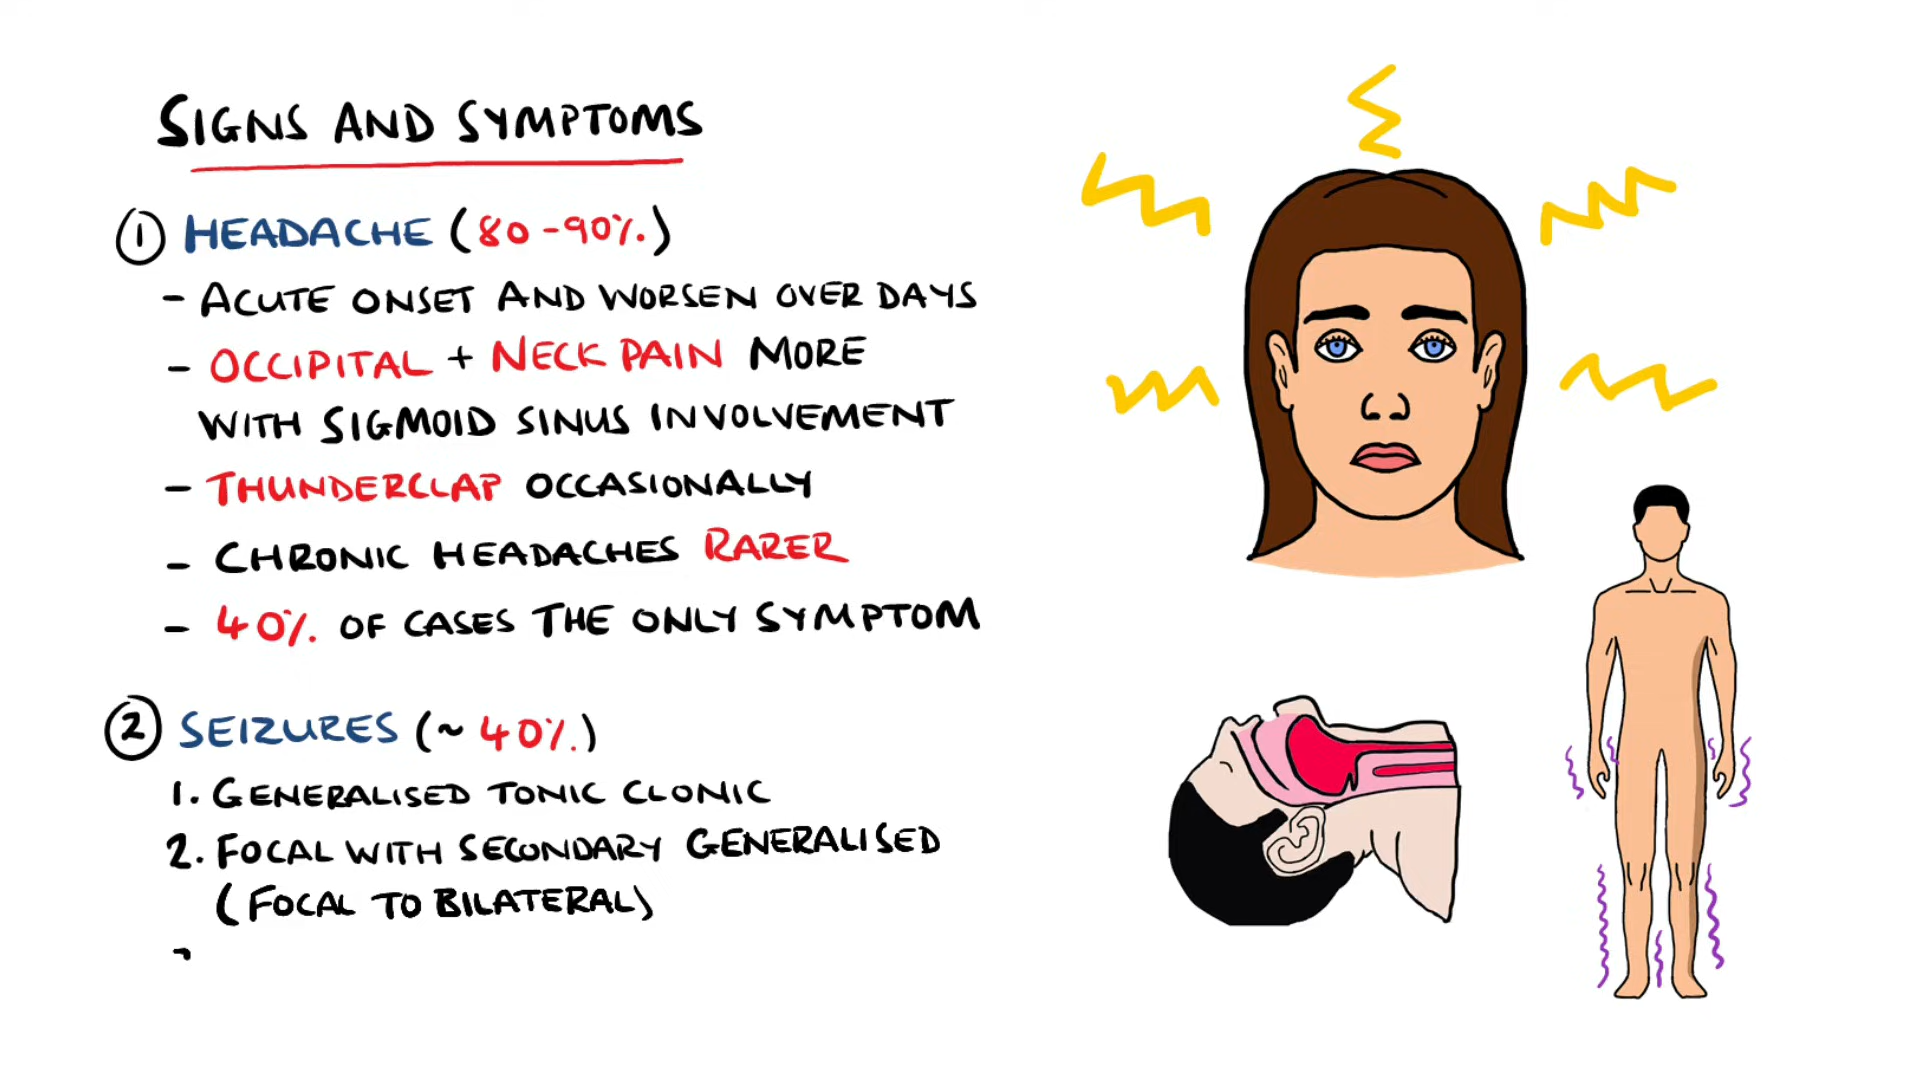 SIGNS AND SYMPTOMS
1 HEADACHE (80-90%)
- ACUTE ONSET AND WORSEN OVER DAYS
- OCCIPITAL + NECK PAIN MORE
WITH SIGMOID SINUS INVOLVEMENT
- THUNDERCLAP OCCASIONALLY
- CHRONIC HEADACHES RARER
- 40% OF CASES THE ONLY SYMPTOM
2 SEIZURES (~40%)
1. GENERALISED TONIC CLONIC
2. FOCAL WITH SECONDARY GENERALISED
(FOCAL TO BILATERAL)